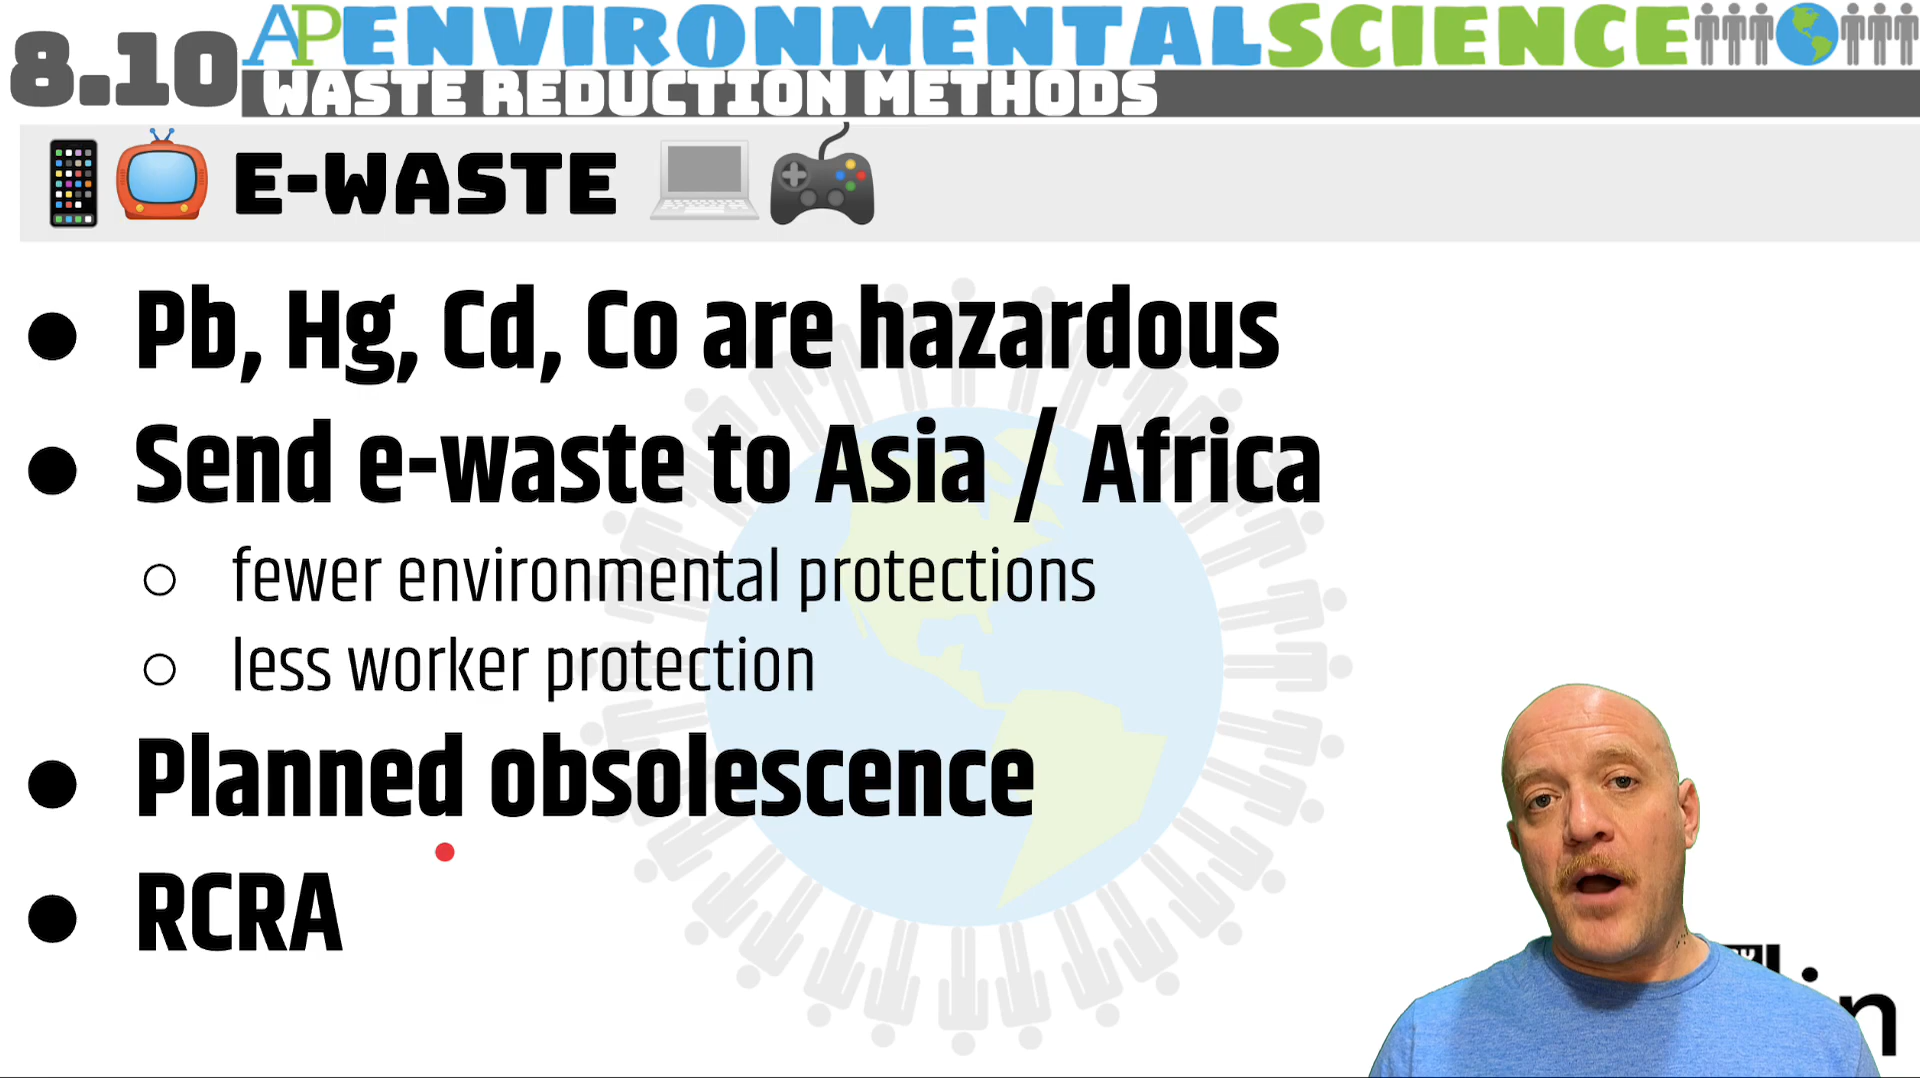 8.10
APENVIRONMENTALSCIENCE
WASTE REDUCTION METHODS
E-WASTE
● Pb, Hg, Cd, Co are hazardous
● Send e-waste to Asia / Africa
○ fewer environmental protections
○ less worker protection
● Planned obsolescence
● RCRA